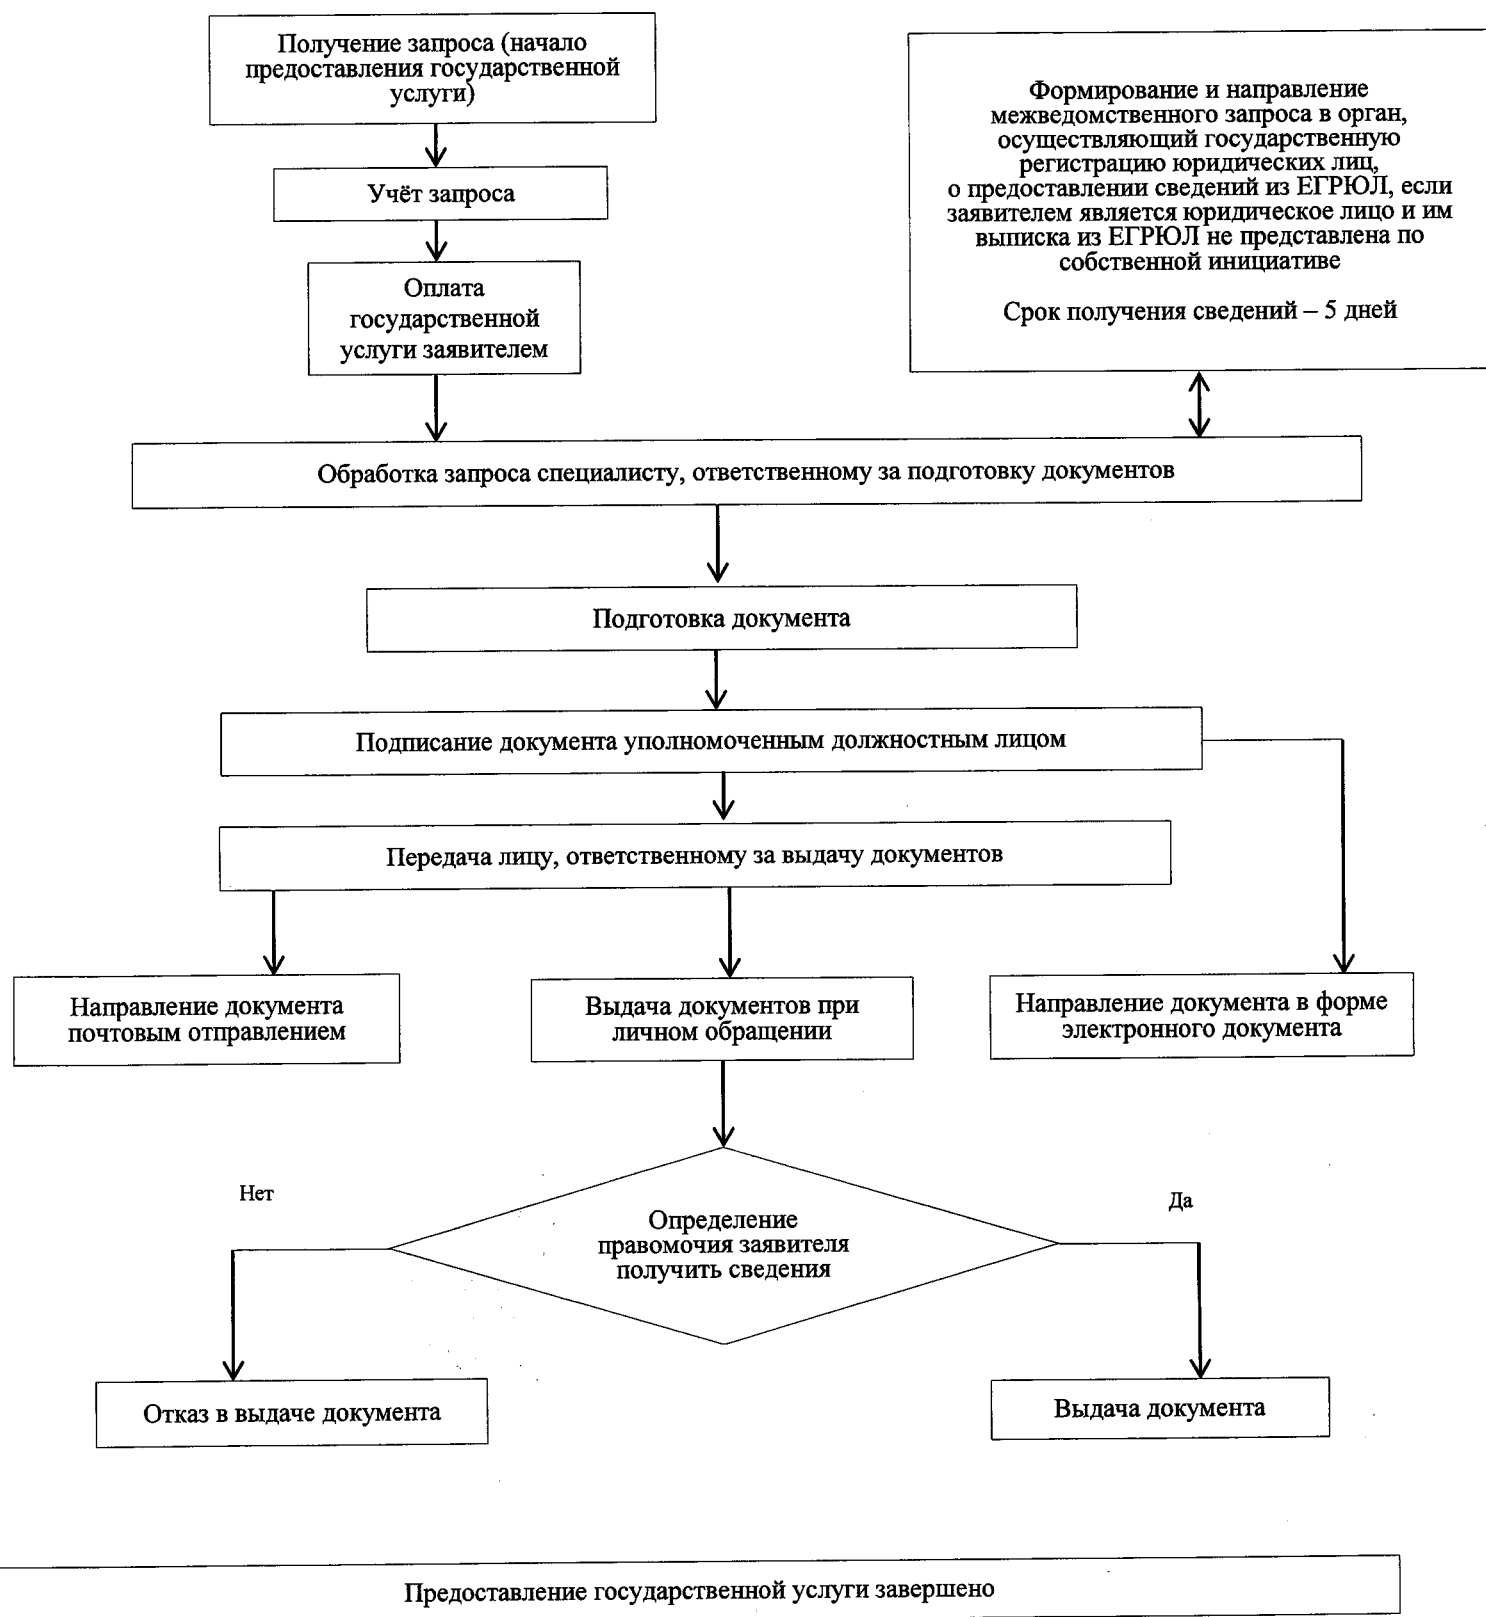 Получение запроса (начало
предоставления государственной
услуги)
Учёт запроса
Оплата
государственной
услуги заявителем
Формирование и направление
межведомственного запроса в орган,
осуществляющий государственную
регистрацию юридических лиц,
о предоставлении сведений из ЕГРЮЛ, если
заявителем является юридическое лицо и им
выписка из ЕГРЮЛ не представлена по
собственной инициативе
Срок получения сведений – 5 дней
Обработка запроса специалисту, ответственному за подготовку документов
Подготовка документа
Подписание документа уполномоченным должностным лицом
Передача лицу, ответственному за выдачу документов
Направление документа
почтовым отправлением
Выдача документов при
личном обращении
Направление документа в форме
электронного документа
Нет
Да
Определение
правомочия заявителя
получить сведения
Отказ в выдаче документа
Выдача документа
Предоставление государственной услуги завершено